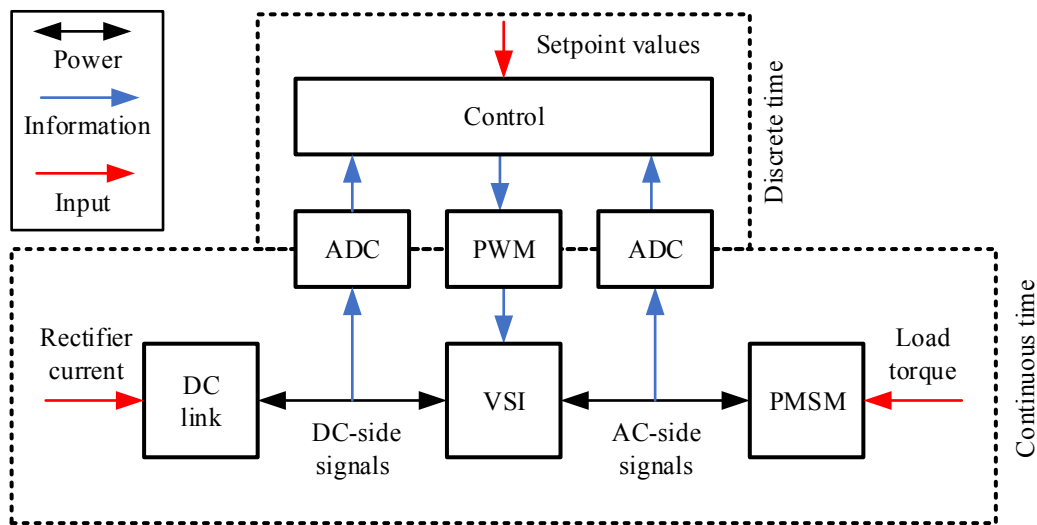 Power
Information
Input
Setpoint values
Control
Discrete time
ADC
PWM
ADC
Continuous time
Rectifier
current
DC
link
DC-side
signals
VSI
AC-side
signals
PMSM
Load
torque